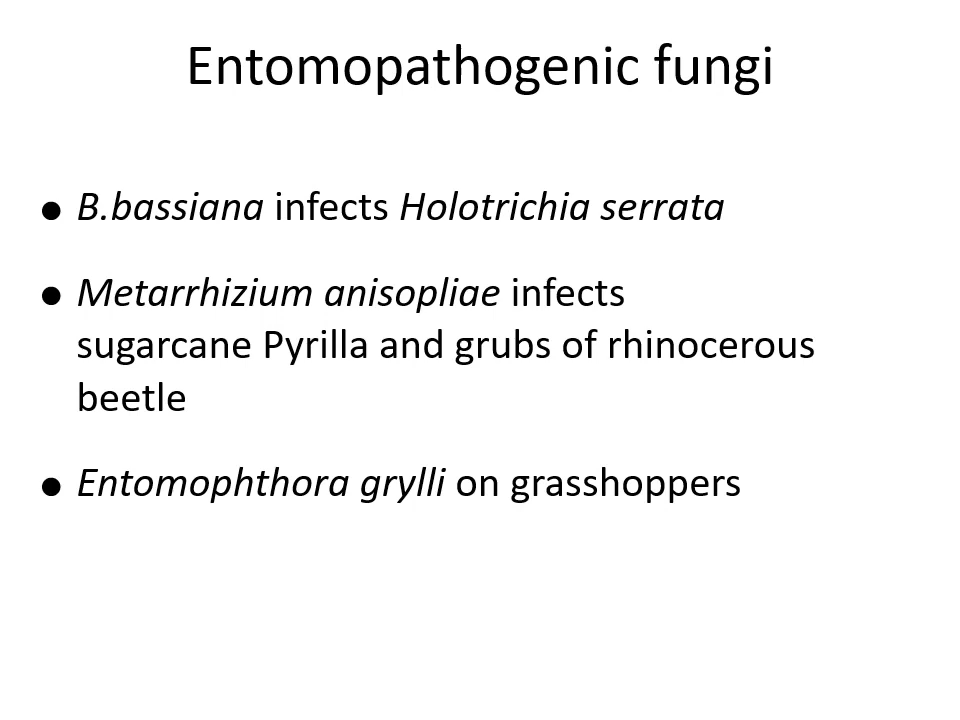 Entomopathogenic fungi
● B.bassiana infects Holotrichia serrata
● Metarrhizium anisopliae infects
sugarcane Pyrilla and grubs of rhinocerous
beetle
● Entomophthora grylli on grasshoppers